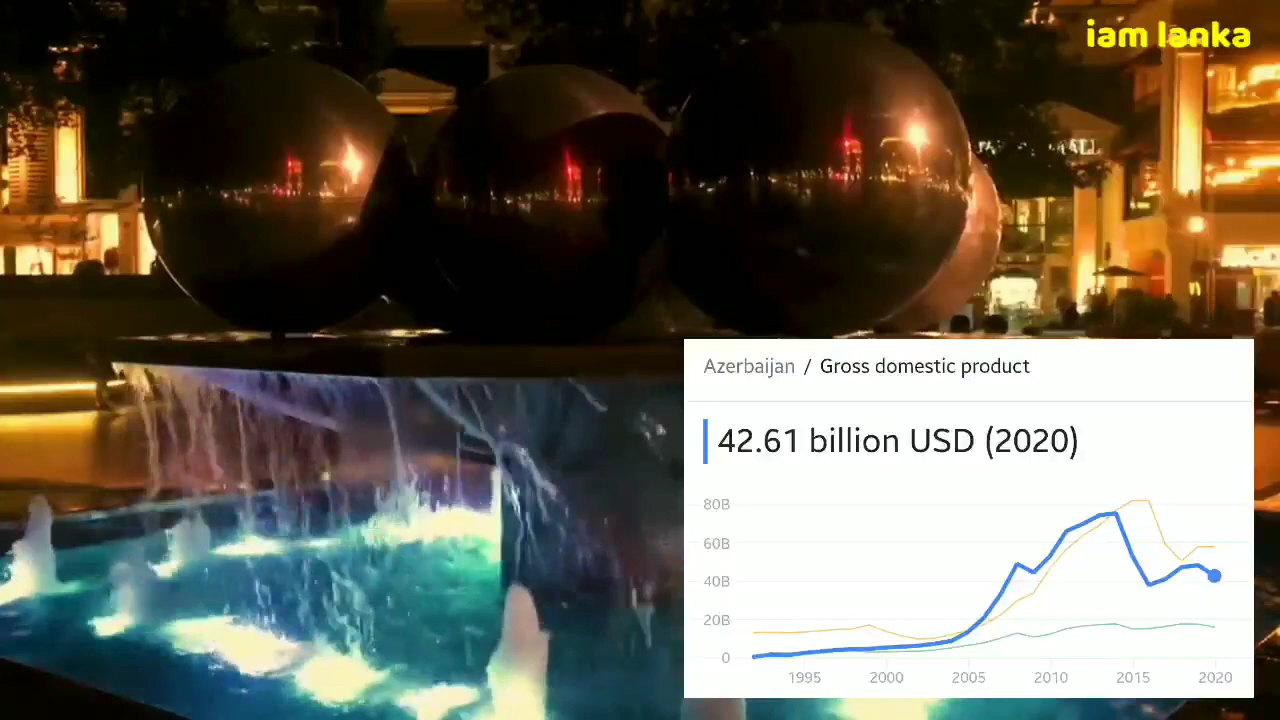 iam lanka
ALL
Azerbaijan / Gross domestic product
42.61 billion USD (2020)
80B
60B
40B
20B
0
1995 2000 2005 2010 2015 2020